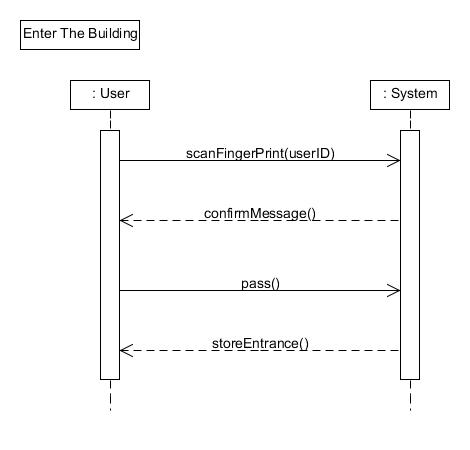 Enter The Building
: User
: System
scanFingerPrint(userID)
confirmMessage()
pass()
storeEntrance()